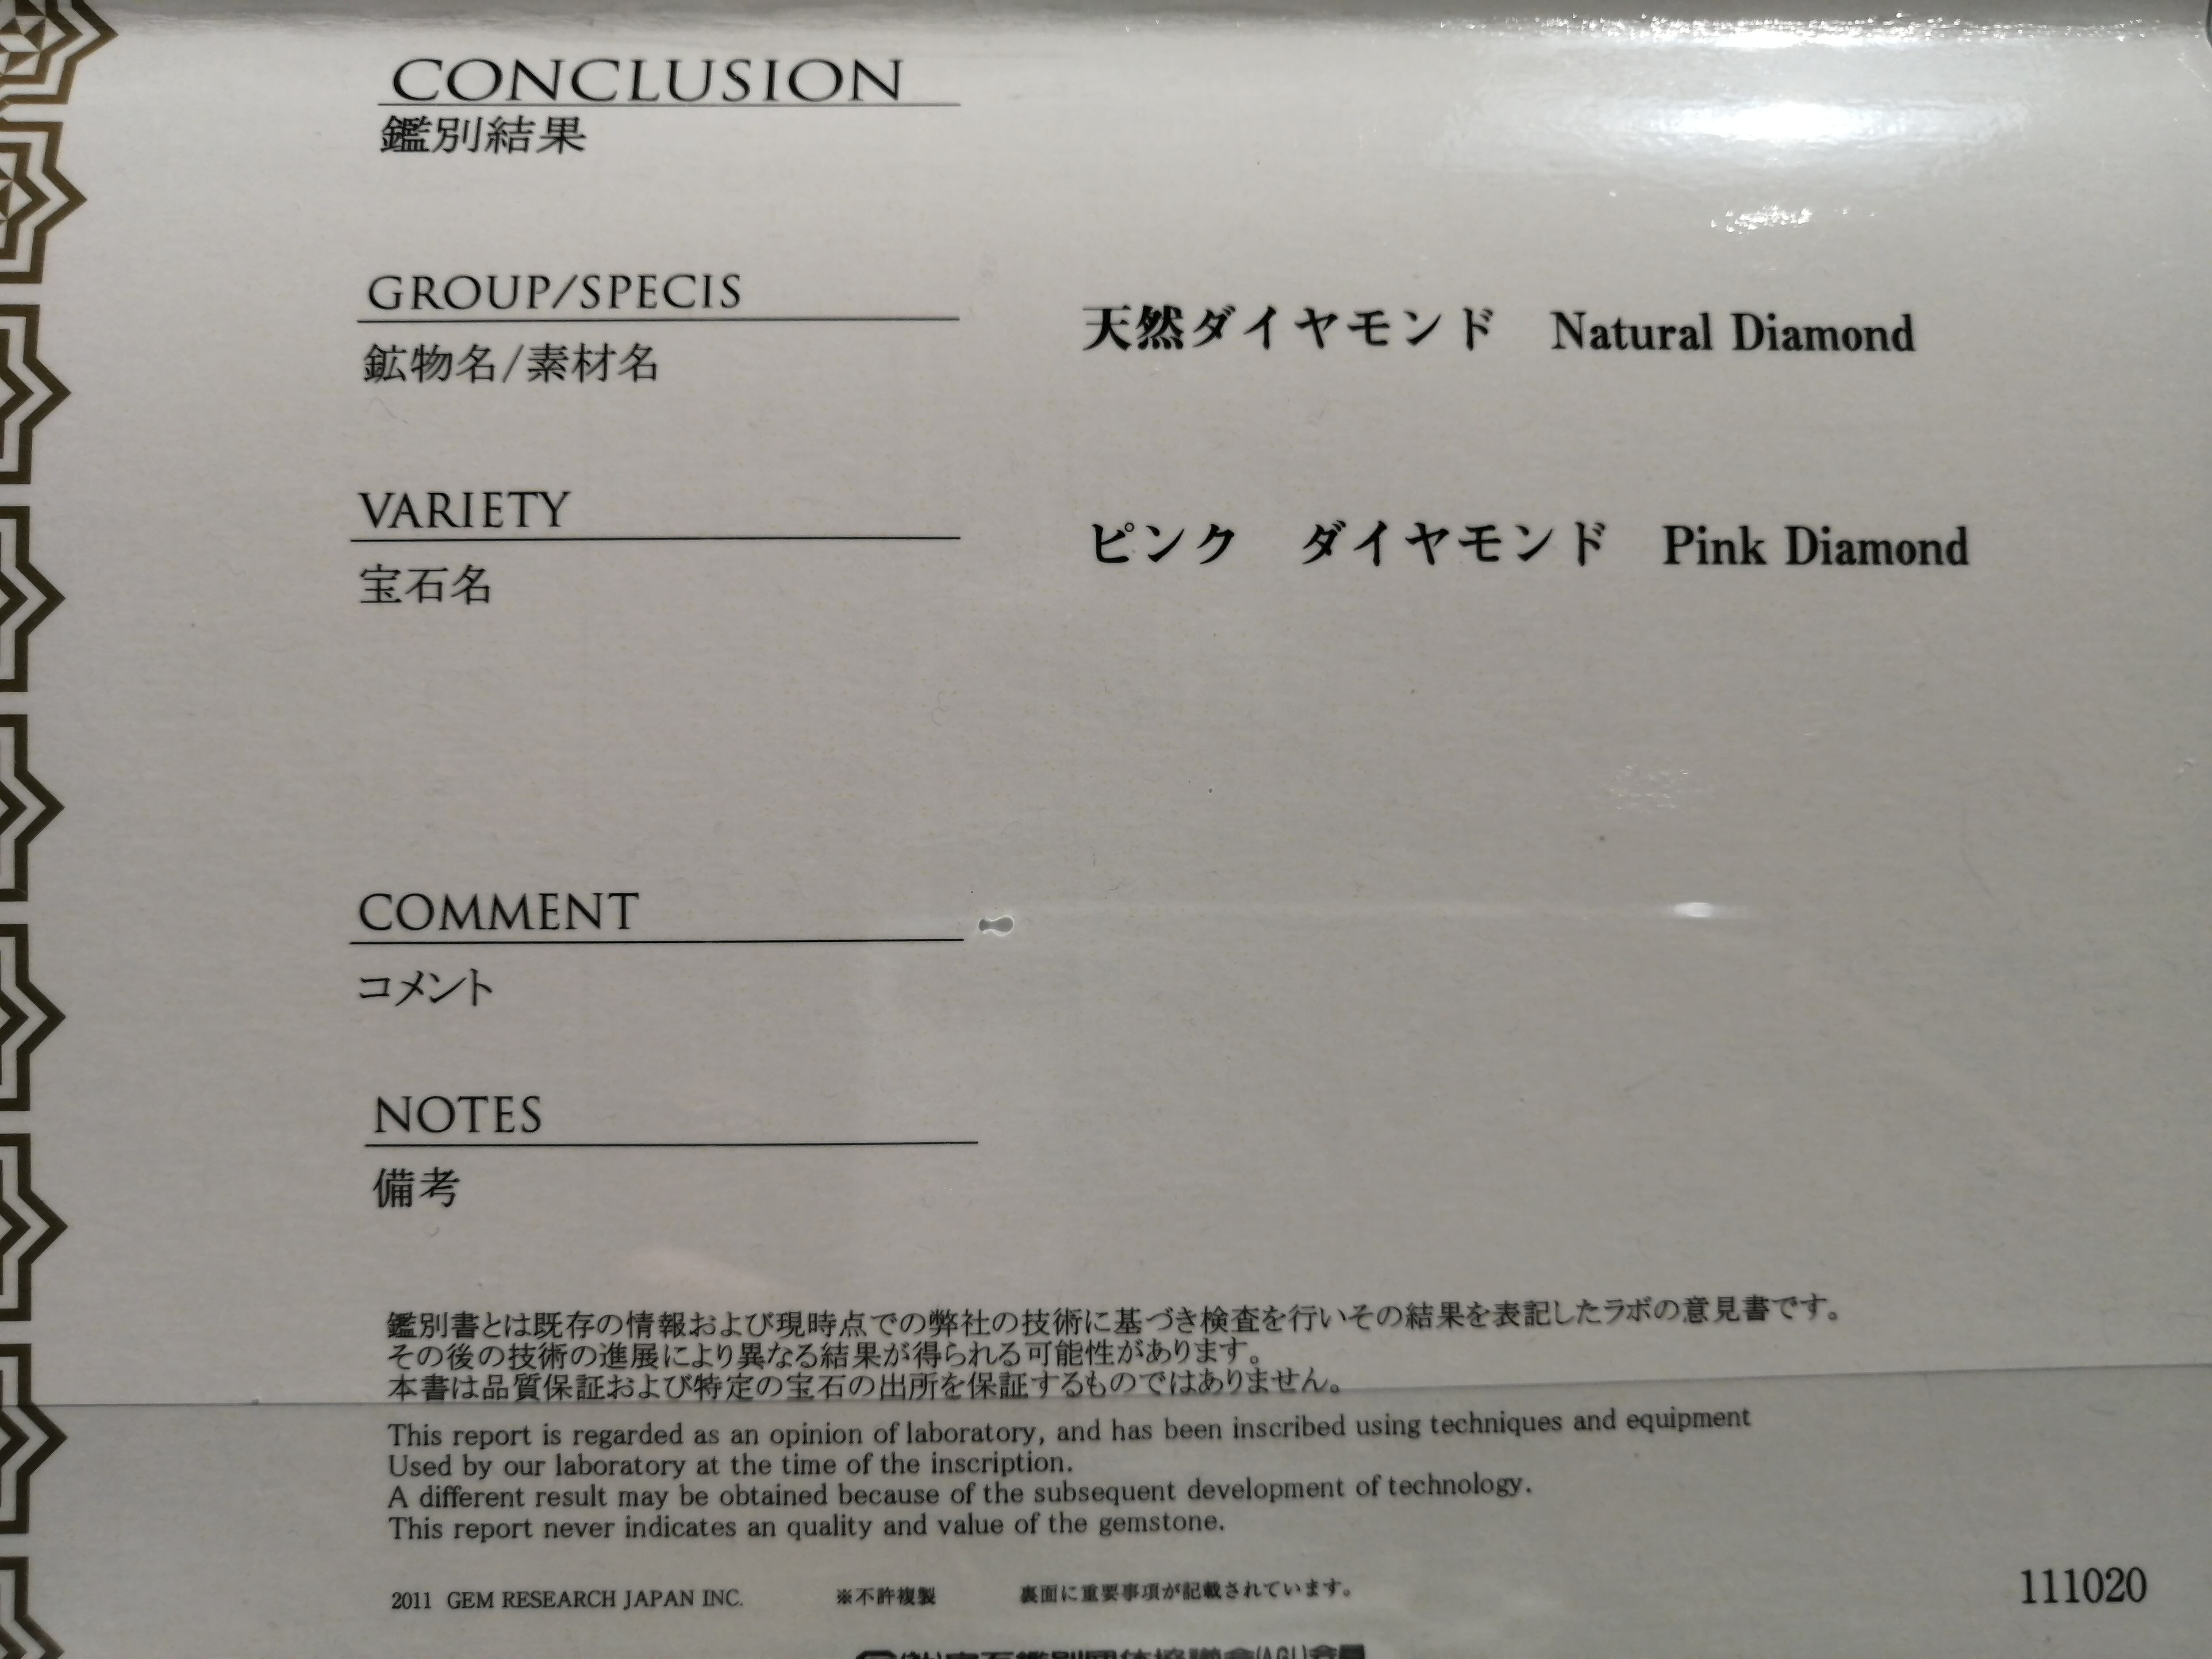 CONCLUSION
鑑別結果
GROUP/SPECIS
鉱物名/素材名
天然ダイヤモンド Natural Diamond
VARIETY
宝石名
ピンク ダイヤモンド Pink Diamond
COMMENT
コメント
NOTES
備考
鑑別書とは既存の情報および現時点での弊社の技術に基づき検査を行いその結果を表記したラボの意見書です。
その後の技術の進展により異なる結果が得られる可能性があります。
本書は品質保証および特定の宝石の出所を保証するものではありません。
This report is regarded as an opinion of laboratory, and has been inscribed using techniques and equipment
Used by our laboratory at the time of the inscription.
A different result may be obtained because of the subsequent development of technology.
This report never indicates an quality and value of the gemstone.
2011 GEM RESEARCH JAPAN INC. ※不許複製 裏面に重要事項が記載されています。
111020